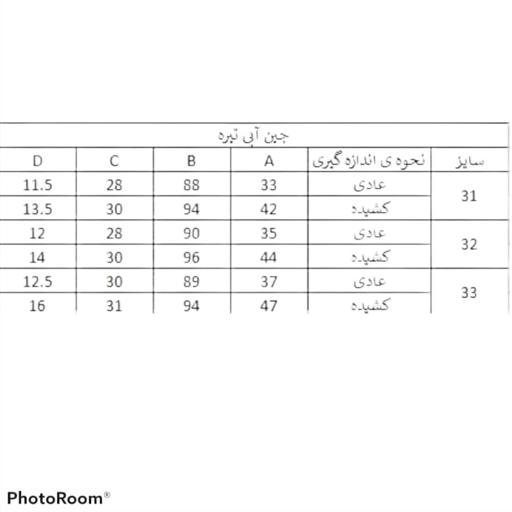 جین آبی تیره
سایز نحوه ی اندازه گیری A B C D
31 عادی 33 88 28 11.5
کشیده 42 94 30 13.5
32 عادی 35 90 28 12
کشیده 44 96 30 14
33 عادی 37 89 30 12.5
کشیده 47 94 31 16
PhotoRoom®